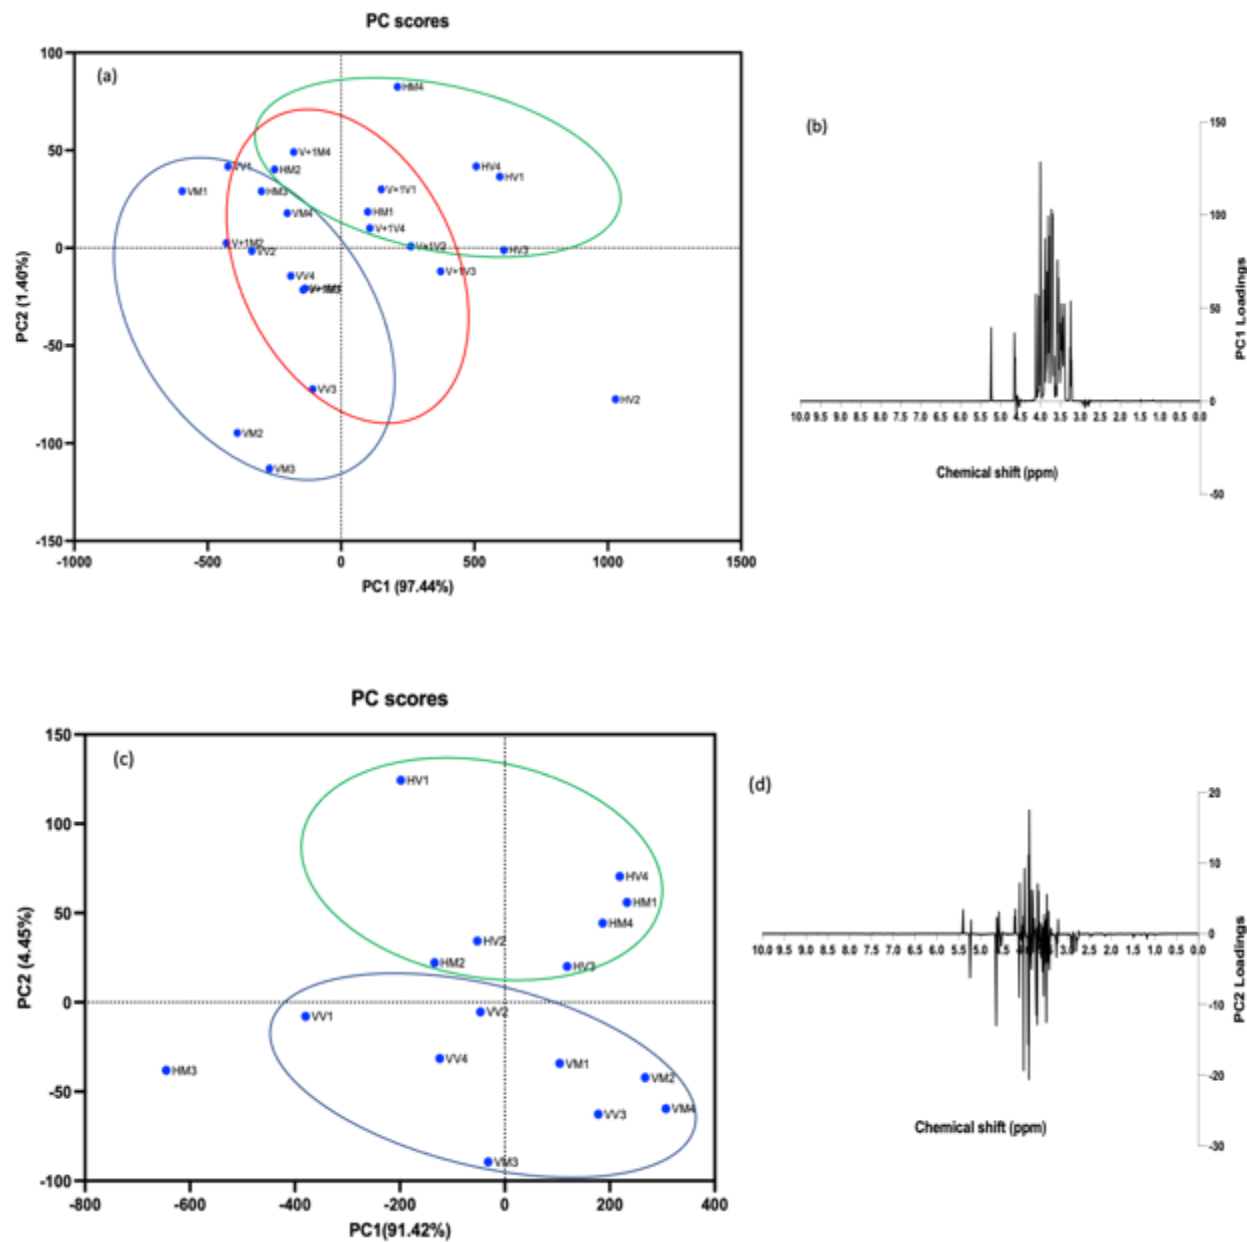 PC scores
(a)
100
50
0
-50
-100
-150
PC2 (1.40%)
HM4
V+1M4
VV1
HM2
HM3
VM1
VM4
V+1V1
HM1
V+1V4
HV4
HV1
V+1M2
VV2
HV3
V+1V3
VV4
VV3
HV2
VM2
VM3
-1000 -500 0 500 1000 1500
PC1 (97.44%)
(b)
150
100
50
0
-50
PC1 Loadings
10.0 9.5 9.0 8.5 8.0 7.5 7.0 6.5 6.0 5.5 5.0 4.5 4.0 3.5 3.0 2.5 2.0 1.5 1.0 0.5 0.0
Chemical shift (ppm)
PC scores
(c)
150
100
50
0
-50
-100
PC2 (4.45%)
HV1
HV4
HM1
HM4
HV2
HM2
HV3
VV1
VV2
VV4
VM1
HM3
VM2
VM4
VV3
VM3
-800 -600 -400 -200 0 200 400
PC1(91.42%)
(d)
20
10
0
-10
-20
-30
PC2 Loadings
10.0 9.5 9.0 8.5 8.0 7.5 7.0 6.5 6.0 5.5 5.0 4.5 4.0 3.5 3.0 2.5 2.0 1.5 1.0 0.5 0.0
Chemical shift (ppm)